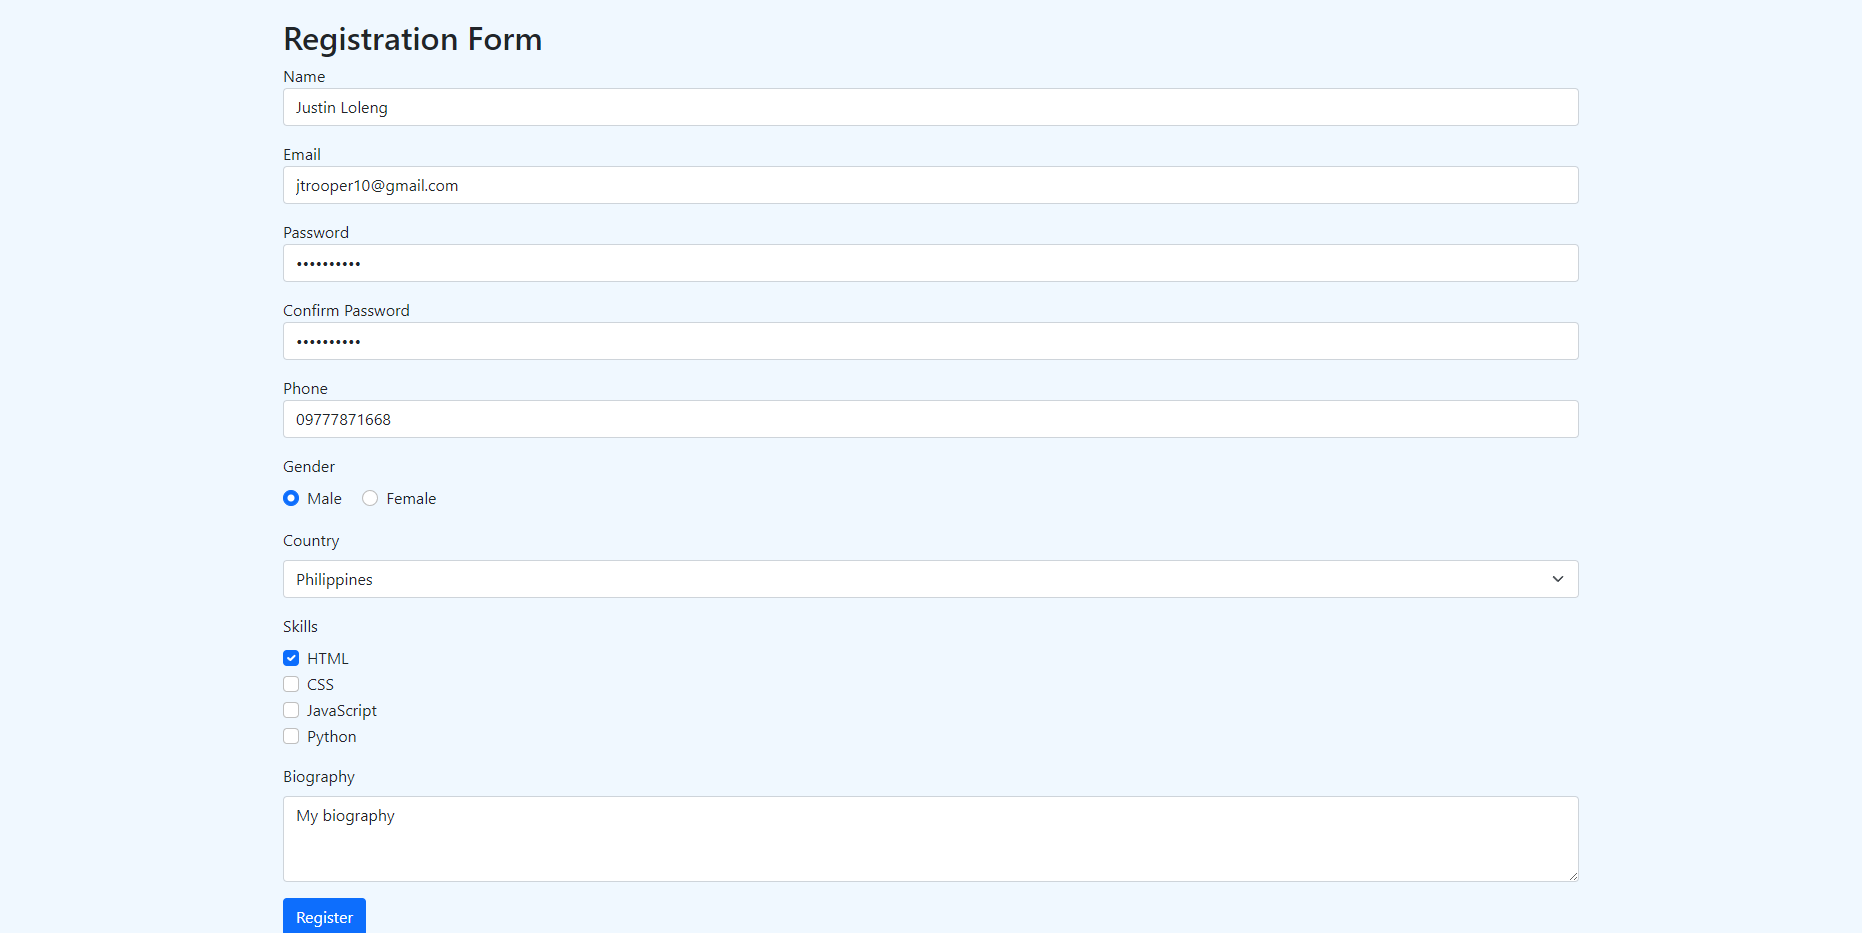 Registration Form
Name
Justin Loleng
Email
jtrooper10@gmail.com
Password
••••••••••
Confirm Password
••••••••••
Phone
09777871668
Gender
Male Female
Country
Philippines
Skills
HTML
CSS
JavaScript
Python
Biography
My biography
Register